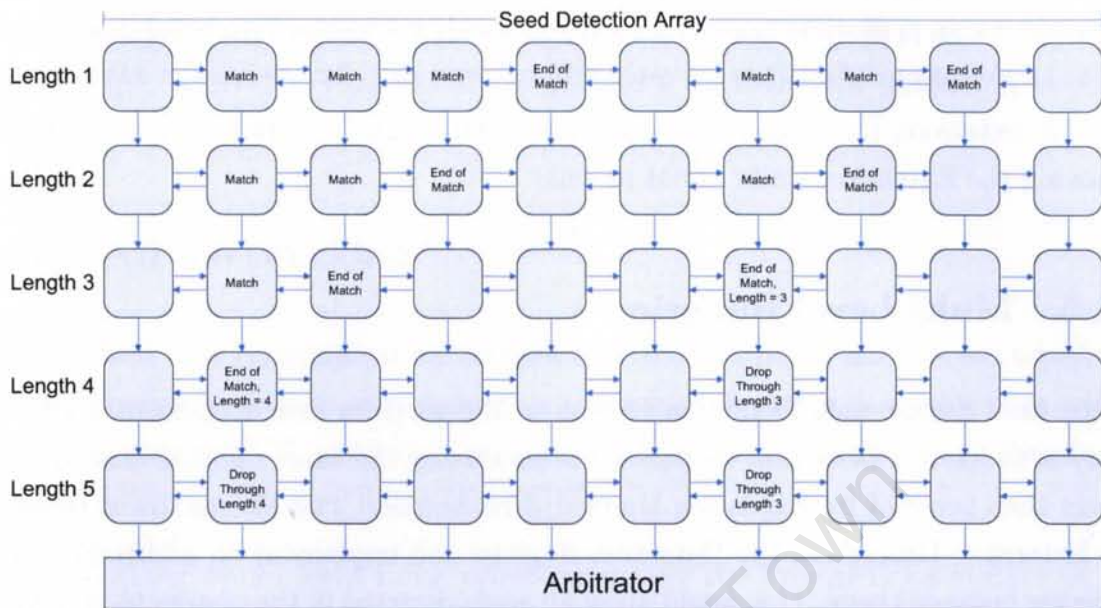 Seed Detection Array
Length 1
Match
Match
Match
End of
Match
Match
Match
End of
Match
Length 2
Match
Match
End of
Match
Match
End of
Match
Length 3
Match
End of
Match
End of
Match,
Length = 3
Length 4
End of
Match,
Length = 4
Drop
Through
Length 3
Length 5
Drop
Through
Length 4
Drop
Through
Length 3
Arbitrator
Town